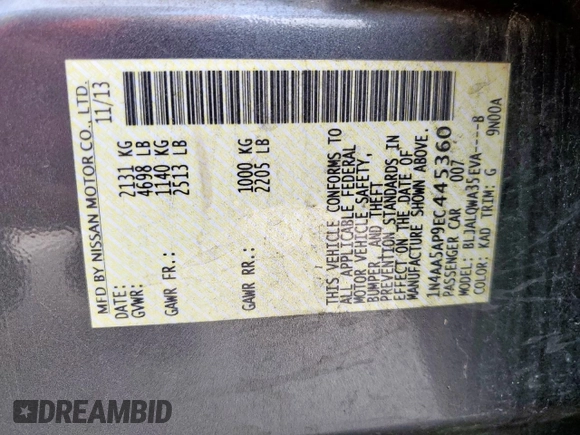 MFD BY NISSAN MOTOR CO., LTD.
DATE: 11/13
GVWR: 2131 KG
4698 LB
GAWR FR.: 1140 KG
2513 LB
GAWR RR.: 1000 KG
2205 LB
THIS VEHICLE CONFORMS TO
ALL APPLICABLE FEDERAL
MOTOR VEHICLE SAFETY,
BUMPER, AND THEFT
PREVENTION STANDARDS IN
EFFECT ON THE DATE OF
MANUFACTURE SHOWN ABOVE.
1N4AA5AP9EC445360
PASSENGER CAR 007
MODEL: BLJALQWA35EVA----B
COLOR: KAD TRIM: G 9N00A
DREAMBID